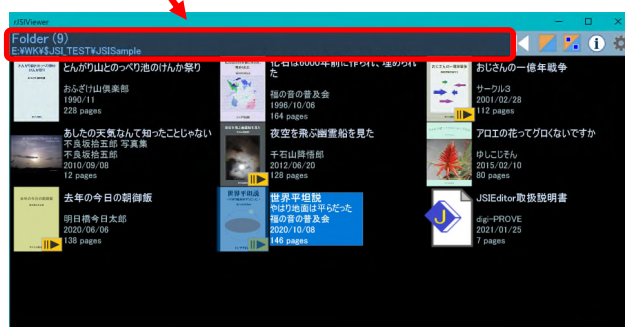 rJSIViewer
Folder (9)
E:¥WK¥$JSI_TEST¥JSISample
とんがり山とのっぺり池のけんか祭り
おふざけ山倶楽部
1990/11
228 pages
化石は6000年前に作られ、埋められ
た
福の音の普及会
1996/10/06
164 pages
おじさんの一億年戦争
サークル3
2001/02/28
112 pages
あしたの天気なんて知ったことじゃない
不良坂拾五郎 写真集
不良坂拾五郎
2010/09/08
12 pages
夜空を飛ぶ幽霊船を見た
千石山降悟郎
2012/06/20
128 pages
アロエの花ってグロくないですか
ゆしこじそん
2015/02/10
80 pages
去年の今日の朝御飯
明日橋今日太郎
2020/06/06
138 pages
世界平坦説
世界平坦説
やはり地面は平らだった
福の音の普及会
2020/10/08
146 pages
JSIEditor取扱説明書
digi-PROVE
2021/01/25
7 pages